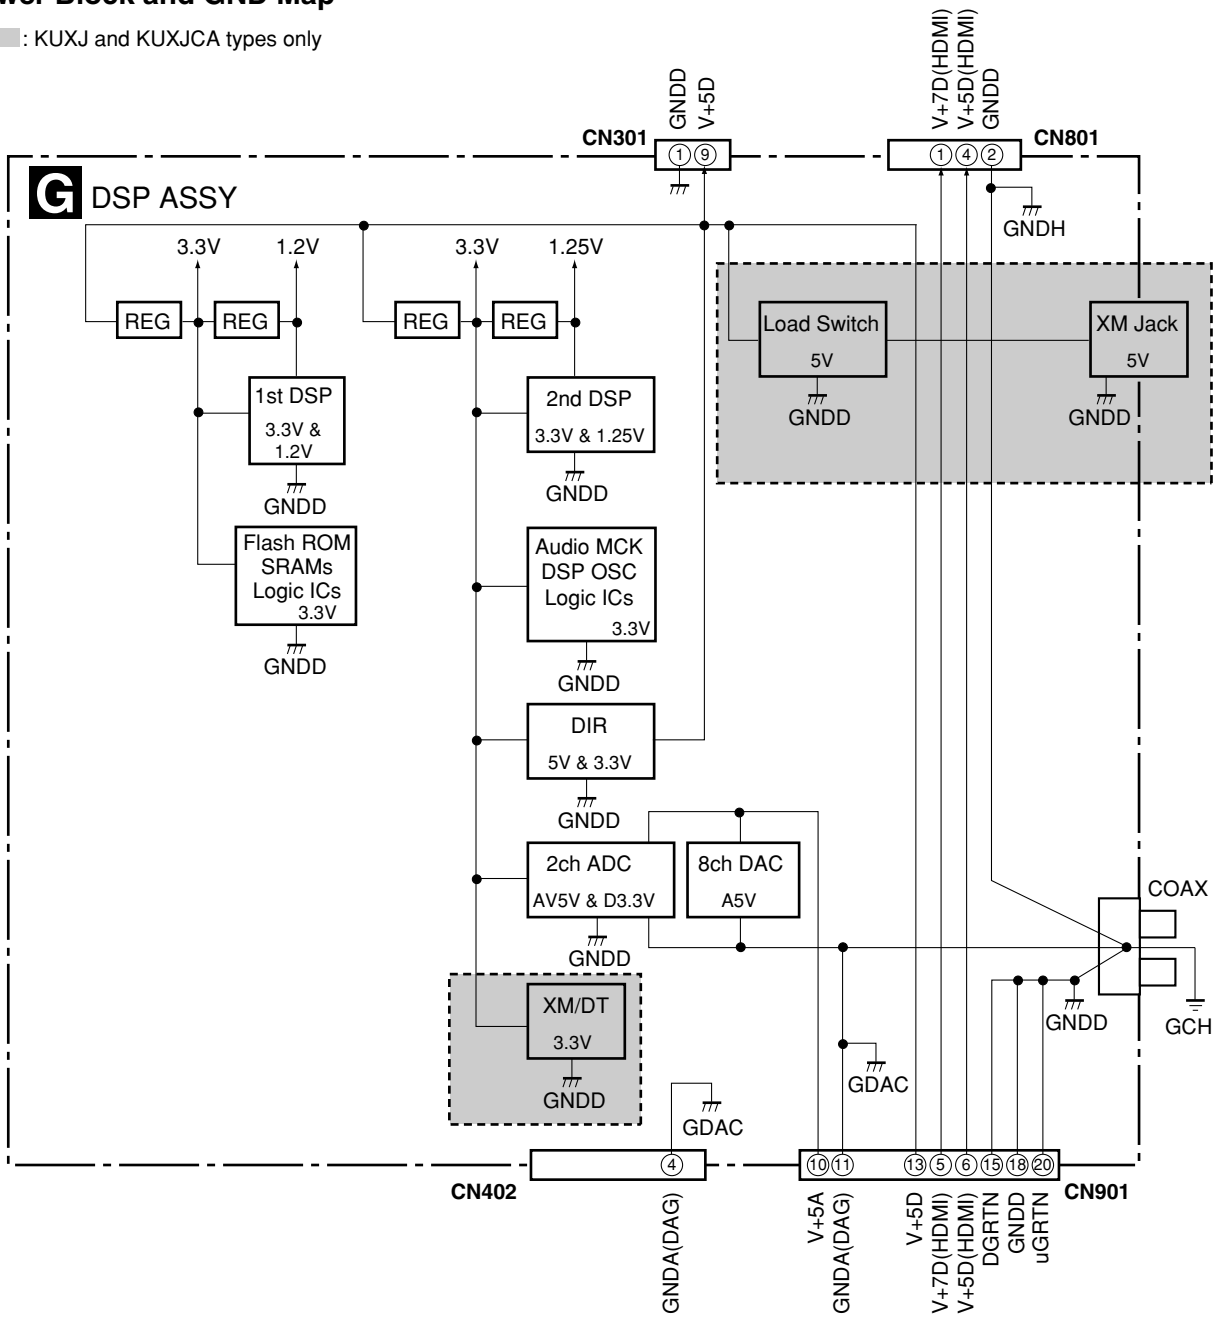 : KUXJ and KUXJCA types only
V+7D(HDMI)
V+5D(HDMI)
GNDD
GNDD
V+5D
CN301
1 9
CN801
1 4 2
G DSP ASSY
GNDH
3.3V 1.2V 3.3V 1.25V
REG REG REG REG
Load Switch
5V
XM Jack
5V
GNDD
GNDD
1st DSP
3.3V &
1.2V
GNDD
2nd DSP
3.3V & 1.25V
GNDD
Flash ROM
SRAMs
Logic ICs
3.3V
GNDD
Audio MCK
DSP OSC
Logic ICs
3.3V
GNDD
DIR
5V & 3.3V
GNDD
2ch ADC
AV5V & D3.3V
GNDD
8ch DAC
A5V
COAX
GNDD
GCH
XM/DT
3.3V
GNDD
GDAC
GDAC
CN402
4
GNDA(DAG)
10 11 13 5 6 15 18 20
CN901
V+5A
GNDA(DAG)
V+5D
V+7D(HDMI)
V+5D(HDMI)
DGRTN
GNDD
uGRTN